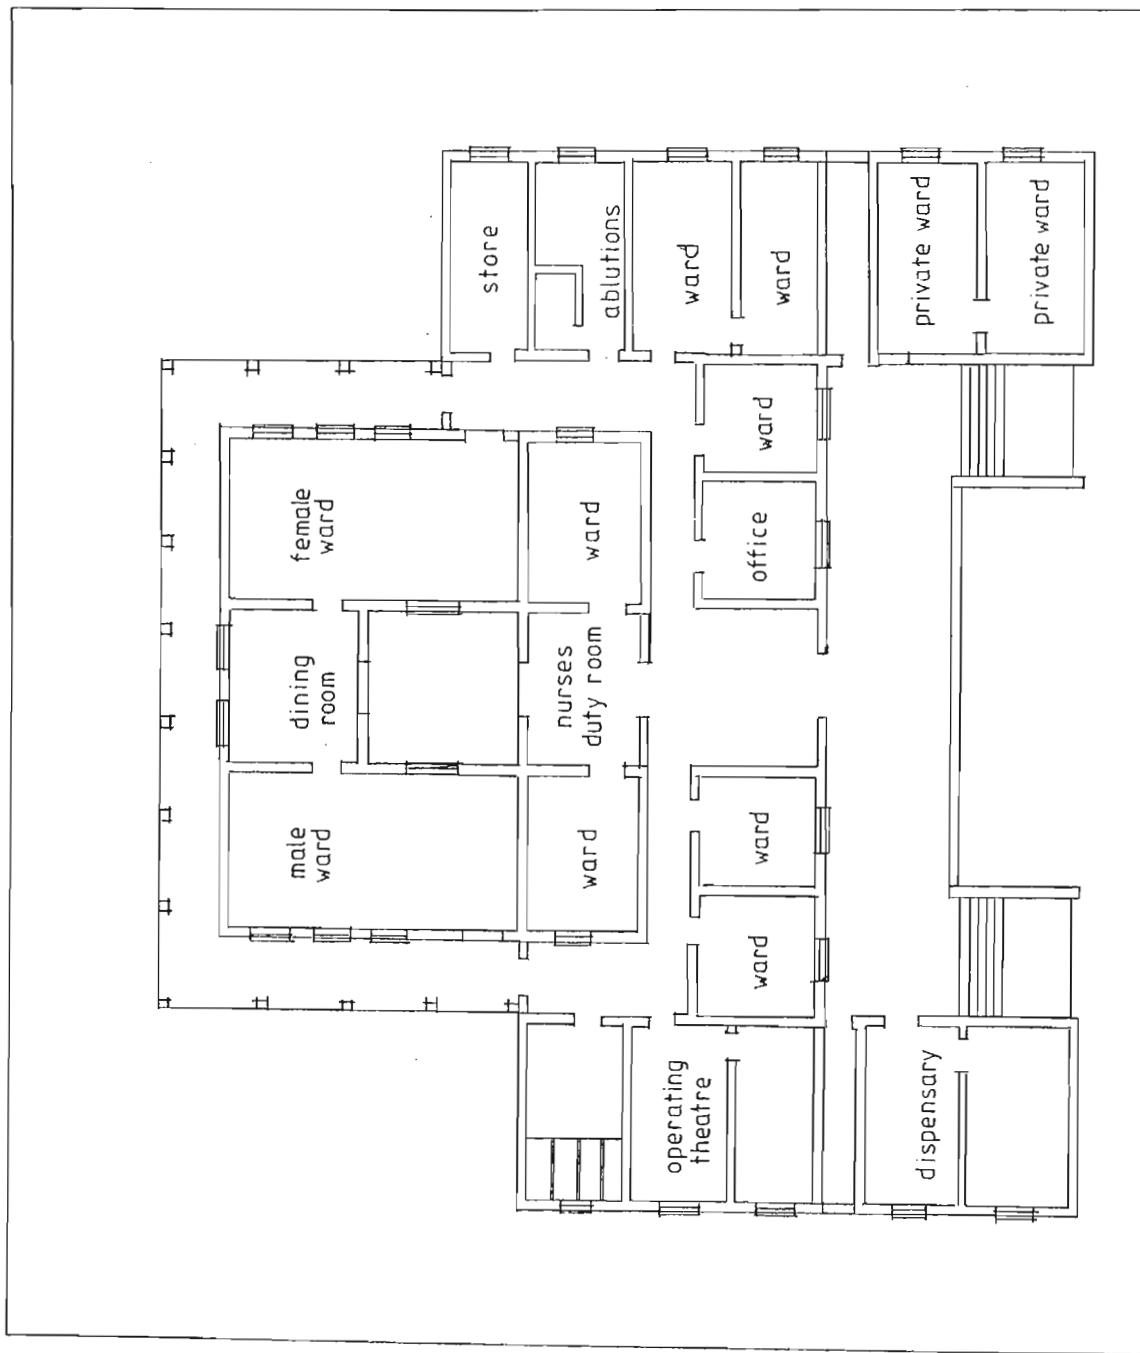 male
ward
dining
room
female
ward
store
ward
nurses
duty room
ward
ablutions
operating
theatre
ward
ward
ward
office
ward
ward
dispensary
private ward
private ward